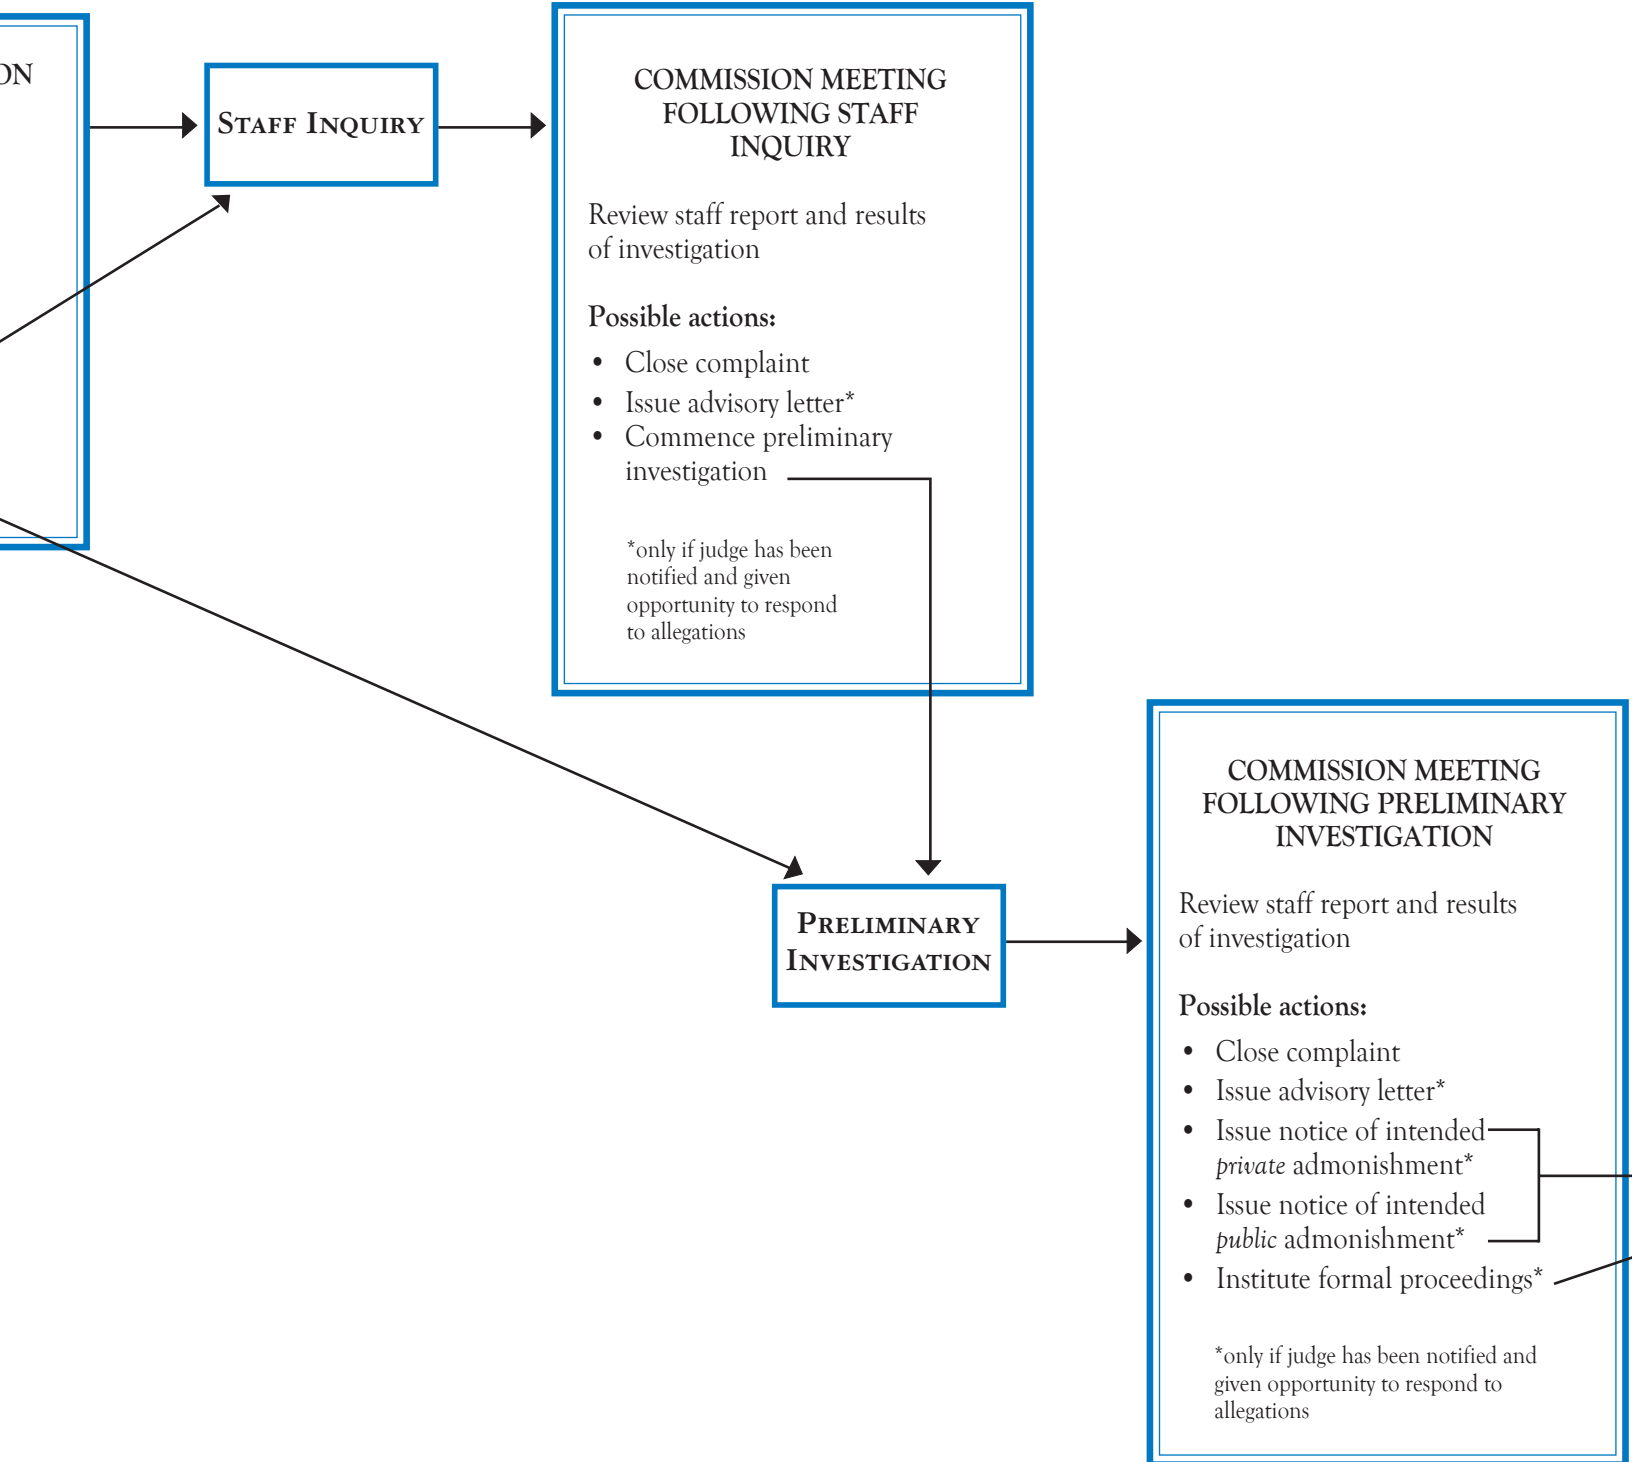 ON
STAFF INQUIRY
COMMISSION MEETING
FOLLOWING STAFF
INQUIRY
Review staff report and results
of investigation
Possible actions:
• Close complaint
• Issue advisory letter*
• Commence preliminary
investigation
*only if judge has been
notified and given
opportunity to respond
to allegations
PRELIMINARY
INVESTIGATION
COMMISSION MEETING
FOLLOWING PRELIMINARY
INVESTIGATION
Review staff report and results
of investigation
Possible actions:
• Close complaint
• Issue advisory letter*
• Issue notice of intended
private admonishment*
• Issue notice of intended
public admonishment*
• Institute formal proceedings*
*only if judge has been notified and
given opportunity to respond to
allegations